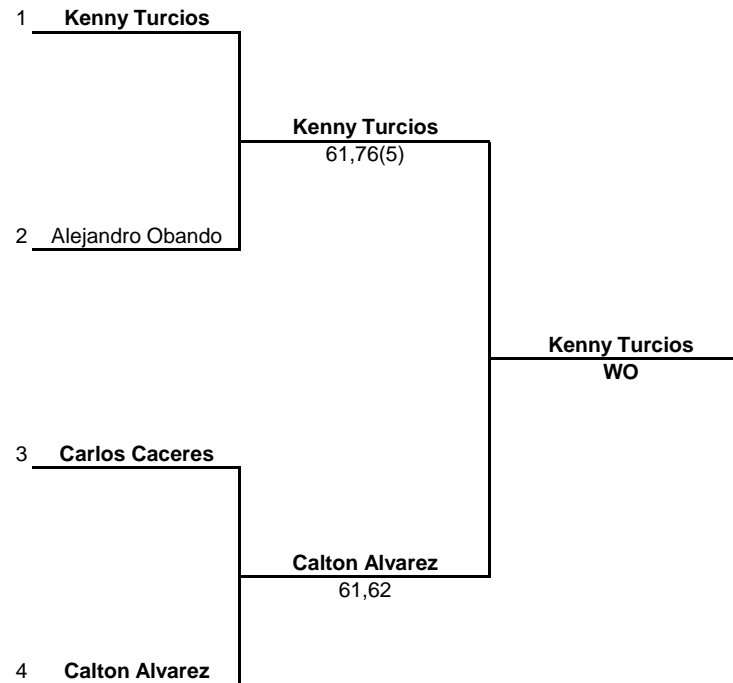 1 Kenny Turcios
Kenny Turcios
61,76(5)
2 Alejandro Obando
Kenny Turcios
WO
3 Carlos Caceres
Calton Alvarez
61,62
4 Calton Alvarez